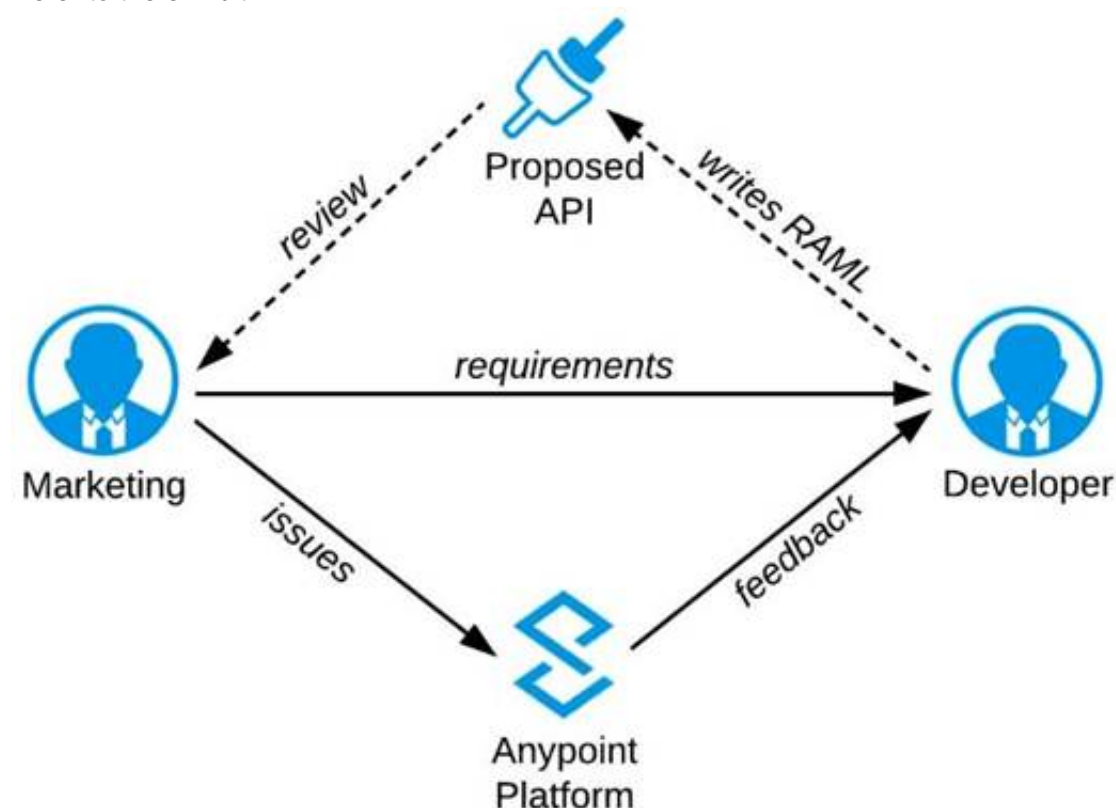 Proposed
API
review
writes RAML
requirements
Marketing
Developer
issues
feedback
Anypoint
Platform